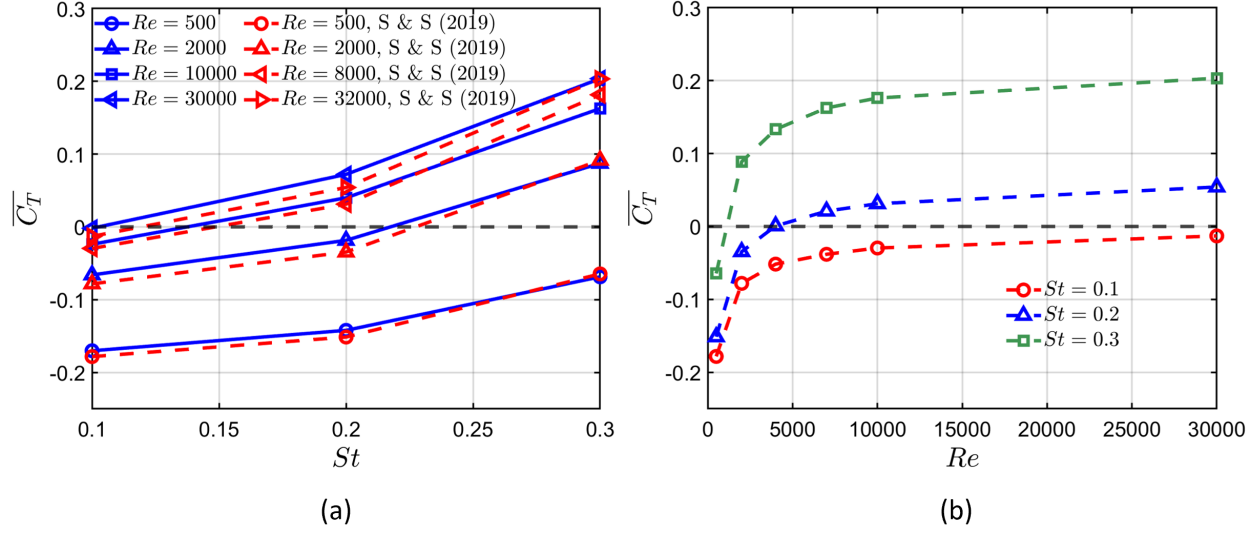 0.3
0.2
0.1
0
-0.1
-0.2
C_T
Re = 500
Re = 2000
Re = 10000
Re = 30000
Re = 500, S & S (2019)
Re = 2000, S & S (2019)
Re = 8000, S & S (2019)
Re = 32000, S & S (2019)
0.1 0.15 0.2 0.25 0.3
St
(a)
0.3
0.2
0.1
0
-0.1
-0.2
C_T
St = 0.1
St = 0.2
St = 0.3
0 5000 10000 15000 20000 25000 30000
Re
(b)